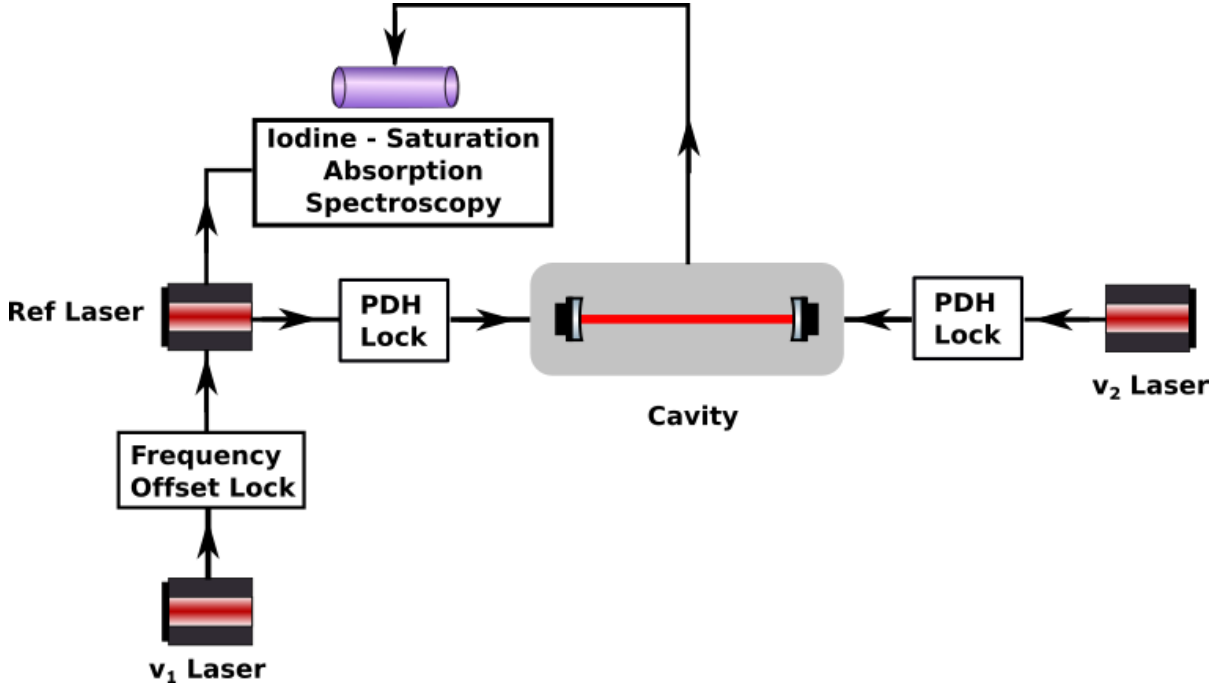 Iodine - Saturation
Absorption
Spectroscopy
Ref Laser
PDH
Lock
Cavity
PDH
Lock
v₂ Laser
Frequency
Offset Lock
v₁ Laser